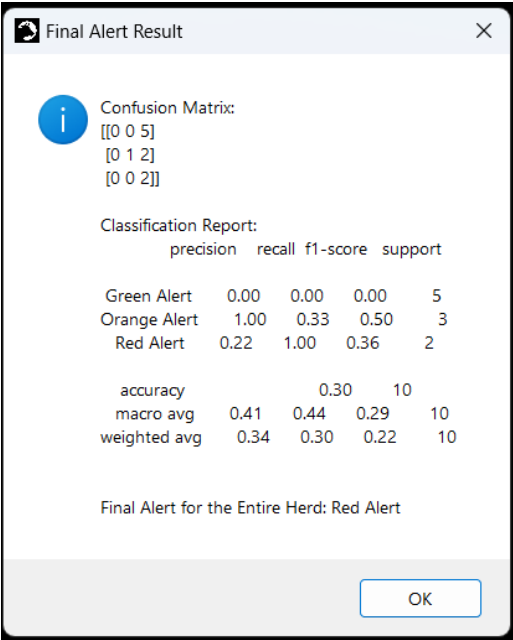 Final Alert Result
Confusion Matrix:
[[0 0 5]
[0 1 2]
[0 0 2]]
Classification Report:
precision recall f1-score support
Green Alert 0.00 0.00 0.00 5
Orange Alert 1.00 0.33 0.50 3
Red Alert 0.22 1.00 0.36 2
accuracy 0.30 10
macro avg 0.41 0.44 0.29 10
weighted avg 0.34 0.30 0.22 10
Final Alert for the Entire Herd: Red Alert
OK